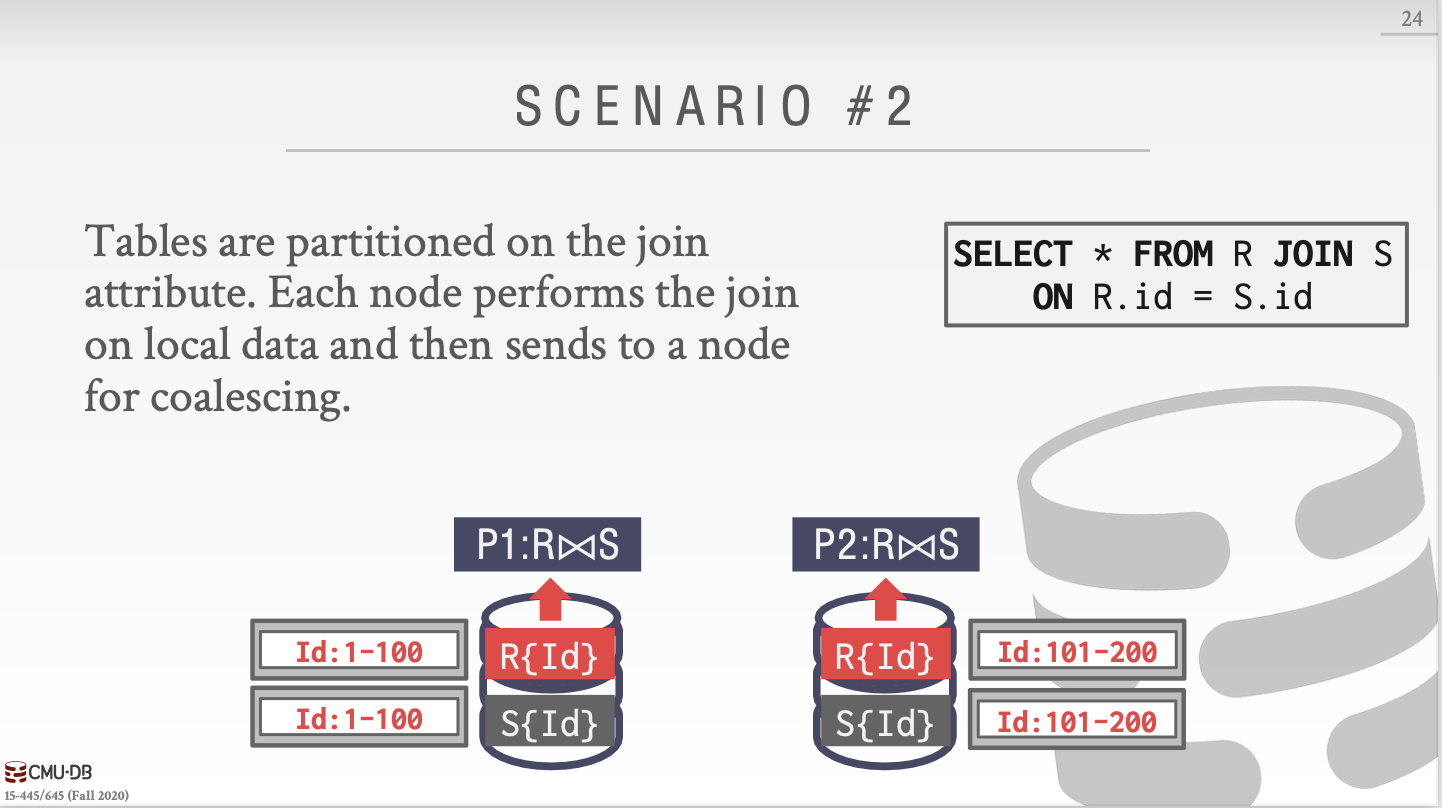 24
SCENARIO #2
Tables are partitioned on the join
attribute. Each node performs the join
on local data and then sends to a node
for coalescing.
SELECT * FROM R JOIN S
ON R.id = S.id
P1:R⋈S
P2:R⋈S
Id:1-100
R{Id}
R{Id}
Id:101-200
Id:1-100
S{Id}
S{Id}
Id:101-200
CMU·DB
15-445/645 (Fall 2020)